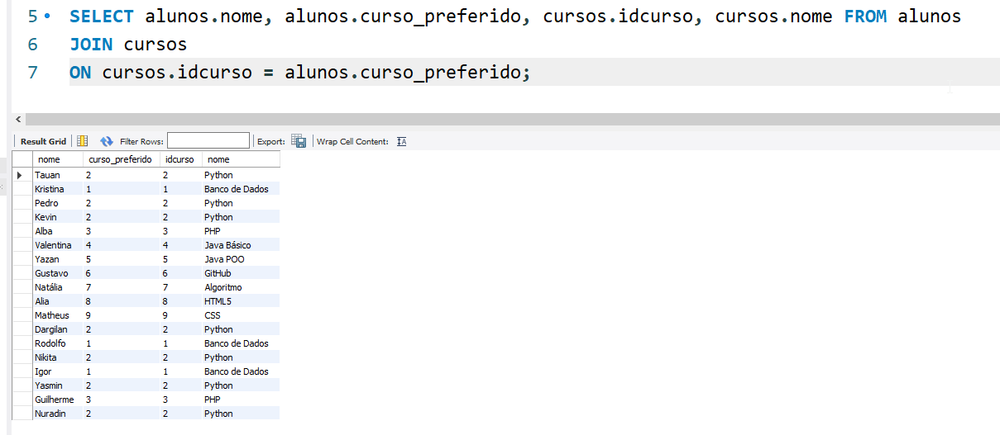 5 SELECT alunos.nome, alunos.curso_preferido, cursos.idcurso, cursos.nome FROM alunos
6 JOIN cursos
7 ON cursos.idcurso = alunos.curso_preferido;
Result Grid Filter Rows: Export: Wrap Cell Content:
nome curso_preferido idcurso nome
Tauan 2 2 Python
Kristina 1 1 Banco de Dados
Pedro 2 2 Python
Kevin 2 2 Python
Alba 3 3 PHP
Valentina 4 4 Java Básico
Yazan 5 5 Java POO
Gustavo 6 6 GitHub
Natália 7 7 Algoritmo
Alia 8 8 HTML5
Matheus 9 9 CSS
Dargilan 2 2 Python
Rodolfo 1 1 Banco de Dados
Nikita 2 2 Python
Igor 1 1 Banco de Dados
Yasmin 2 2 Python
Guilherme 3 3 PHP
Nuradin 2 2 Python